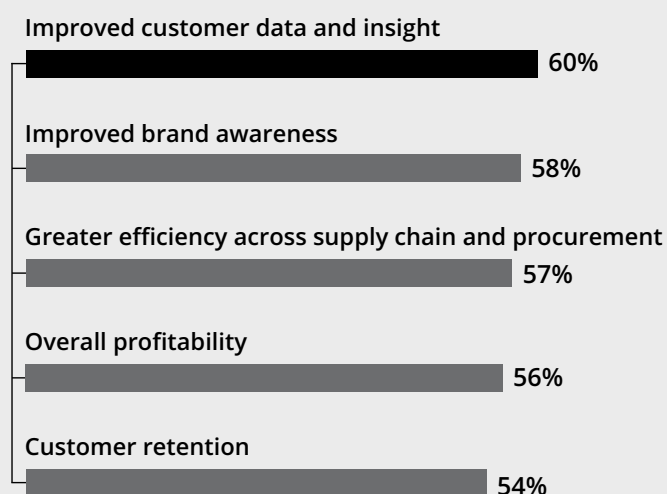 Improved customer data and insight
60%
Improved brand awareness
58%
Greater efficiency across supply chain and procurement
57%
Overall profitability
56%
Customer retention
54%